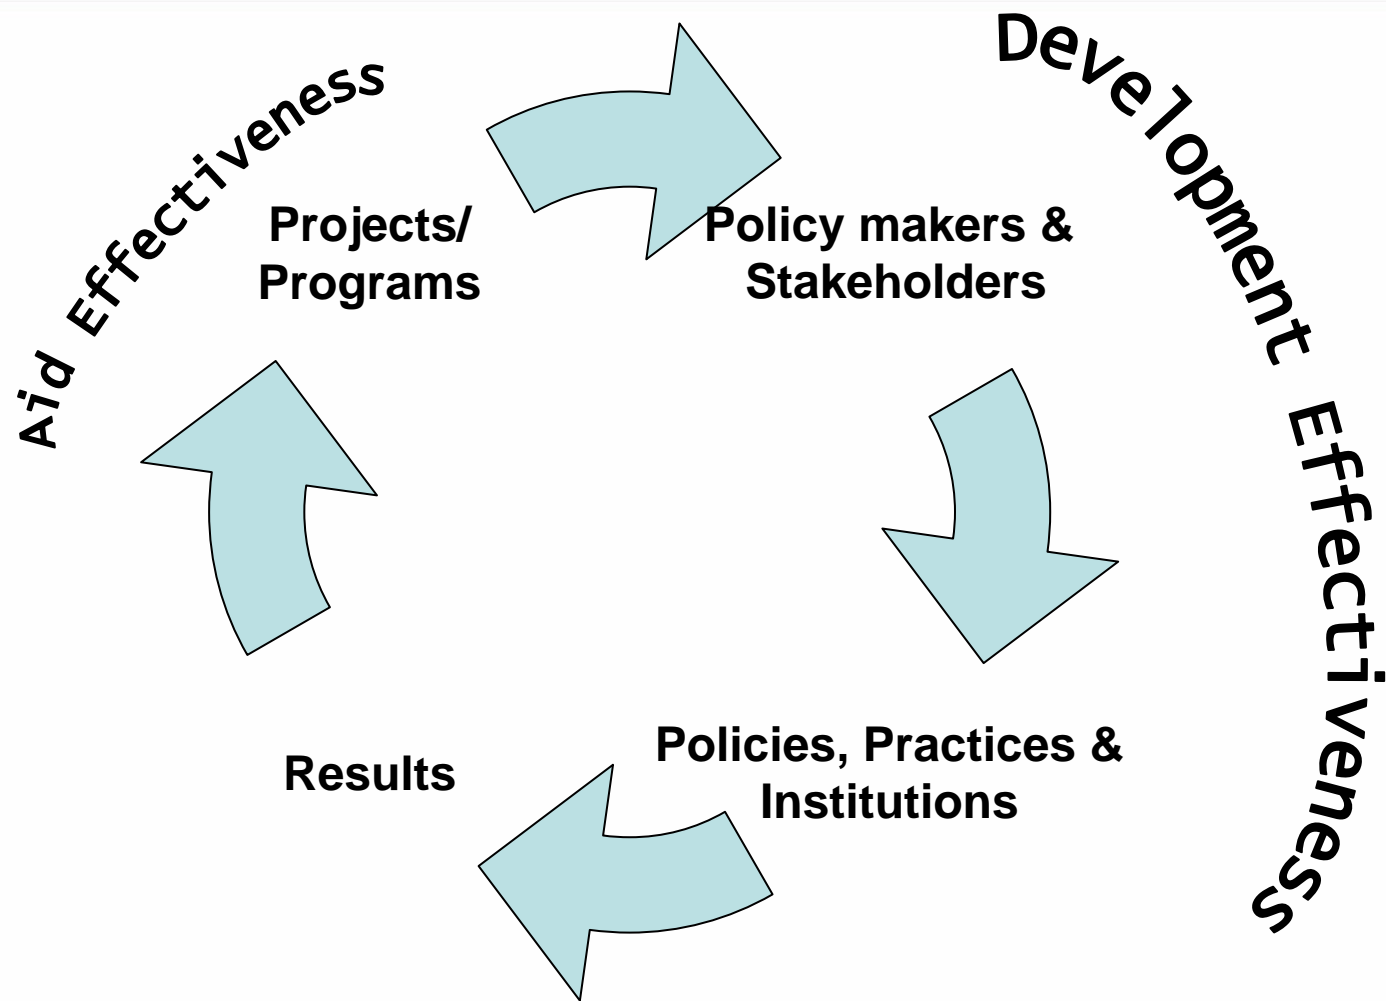 Aid Effectiveness
Development Effectiveness
Projects/
Programs
Policy makers &
Stakeholders
Policies, Practices &
Institutions
Results